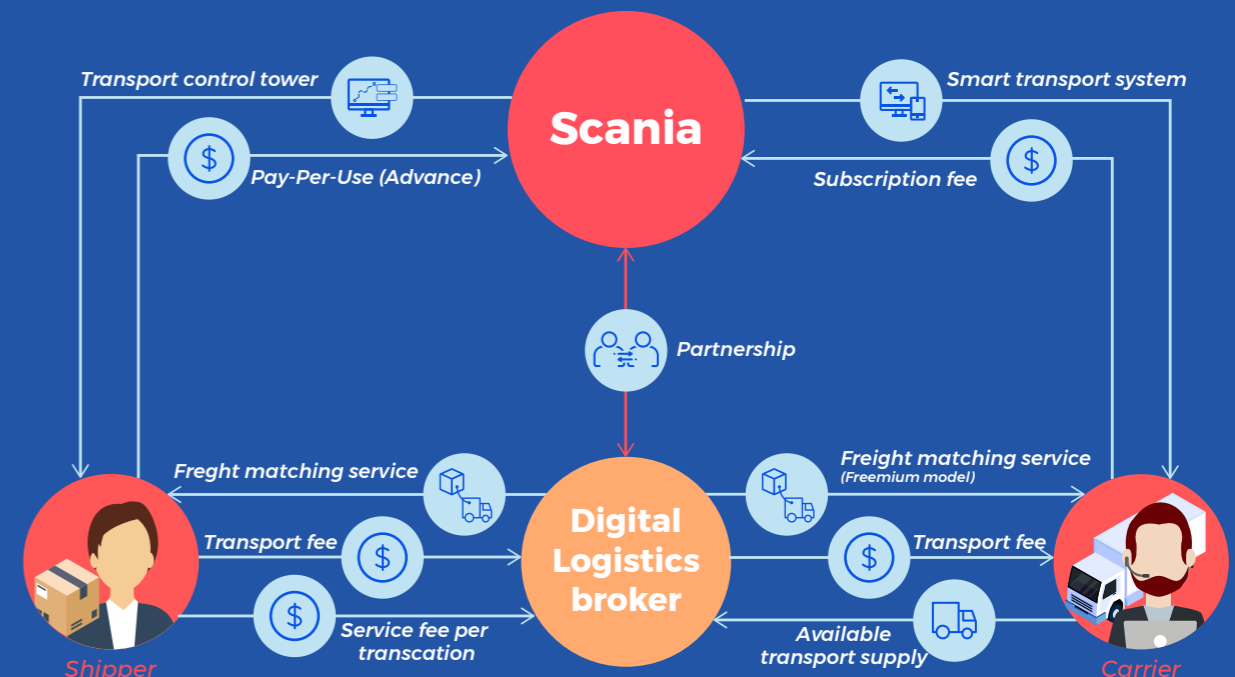 Transport control tower
Smart transport system
Scania
$
$
Pay-Per-Use (Advance)
Subscription fee
Partnership
Freght matching service
Freight matching service
(Freemium model)
Digital
Logistics
broker
Transport fee
$
$
Transport fee
$
Service fee per
transcation
Available
transport supply
Shipper
Carrier